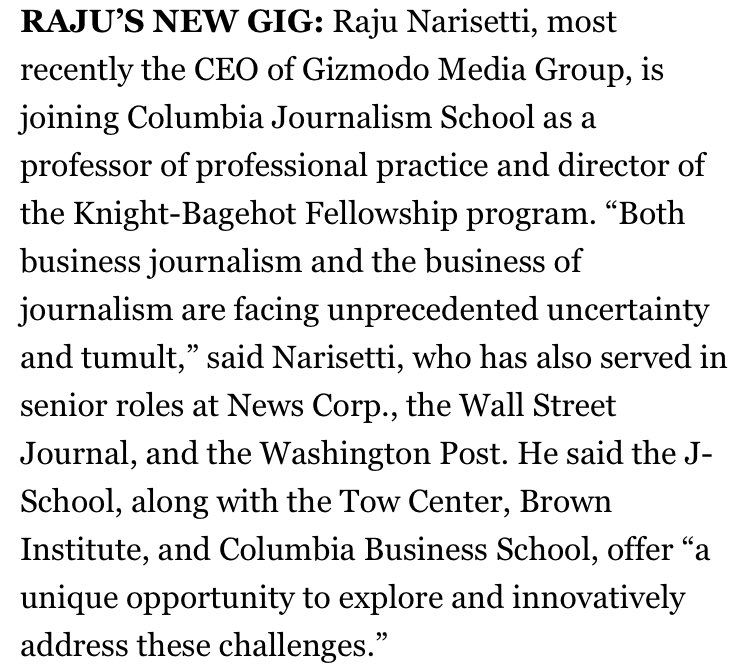 RAJU’S NEW GIG: Raju Narisetti, most
recently the CEO of Gizmodo Media Group, is
joining Columbia Journalism School as a
professor of professional practice and director of
the Knight-Bagehot Fellowship program. “Both
business journalism and the business of
journalism are facing unprecedented uncertainty
and tumult,” said Narisetti, who has also served in
senior roles at News Corp., the Wall Street
Journal, and the Washington Post. He said the J-
School, along with the Tow Center, Brown
Institute, and Columbia Business School, offer “a
unique opportunity to explore and innovatively
address these challenges.”